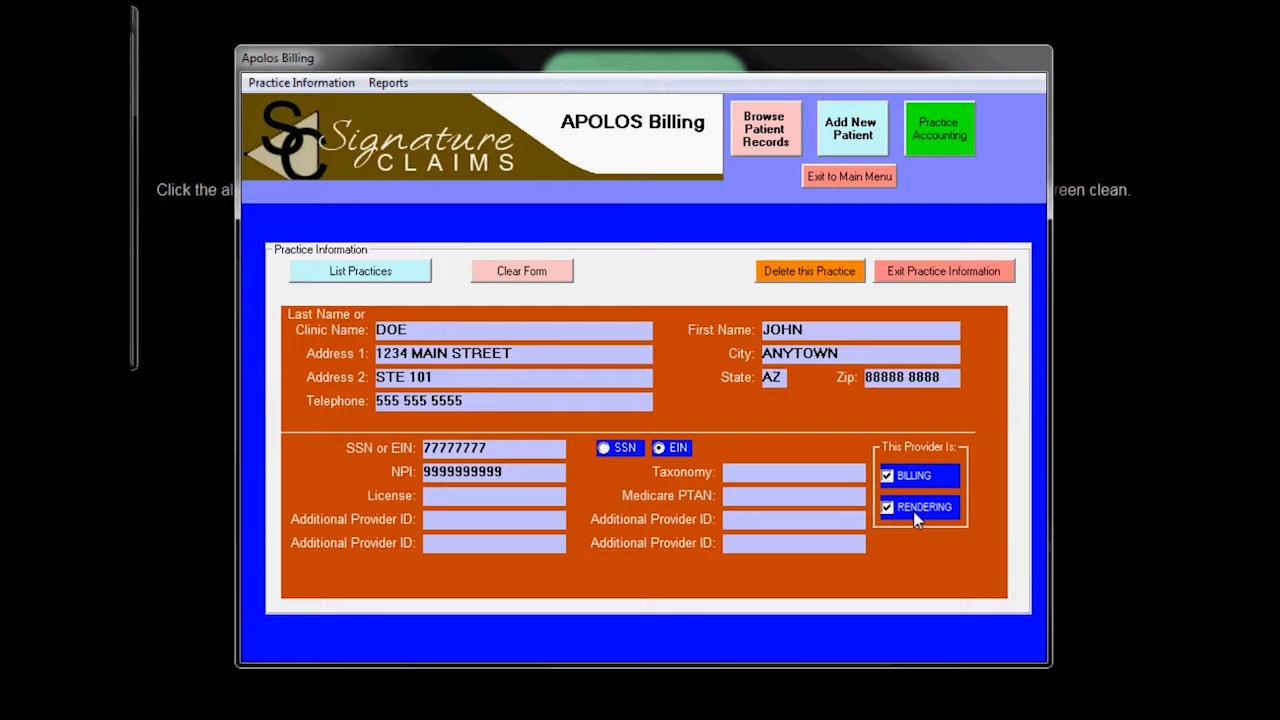 Apolos Billing
Practice Information Reports
SC Signature
CLAIMS
APOLOS Billing
Browse
Patient
Records
Add New
Patient
Practice
Accounting
Exit to Main Menu
Click the al
reen clean.
Practice Information
List Practices
Clear Form
Delete this Practice
Exit Practice Information
Last Name or
Clinic Name: DOE
First Name: JOHN
Address 1: 1234 MAIN STREET
City: ANYTOWN
Address 2: STE 101
State: AZ Zip: 88888 8888
Telephone: 555 555 5555
SSN or EIN: 77777777
SSN EIN
This Provider Is:
NPI: 9999999999
Taxonomy:
BILLING
License:
Medicare PTAN:
RENDERING
Additional Provider ID:
Additional Provider ID:
Additional Provider ID:
Additional Provider ID: